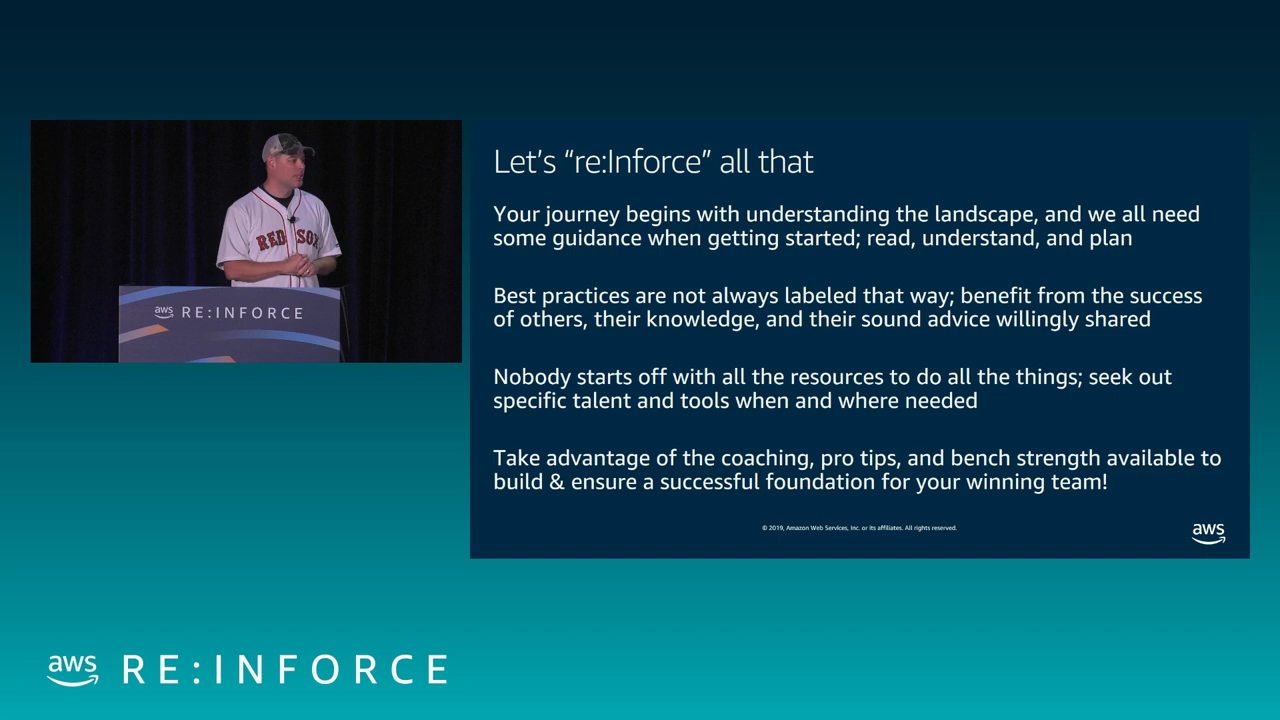 RED SOX
aws RE:INFORCE
Let's “re:Inforce” all that
Your journey begins with understanding the landscape, and we all need
some guidance when getting started; read, understand, and plan
Best practices are not always labeled that way; benefit from the success
of others, their knowledge, and their sound advice willingly shared
Nobody starts off with all the resources to do all the things; seek out
specific talent and tools when and where needed
Take advantage of the coaching, pro tips, and bench strength available to
build & ensure a successful foundation for your winning team!
© 2019, Amazon Web Services, Inc. or its affiliates. All rights reserved.
aws
aws RE:INFORCE